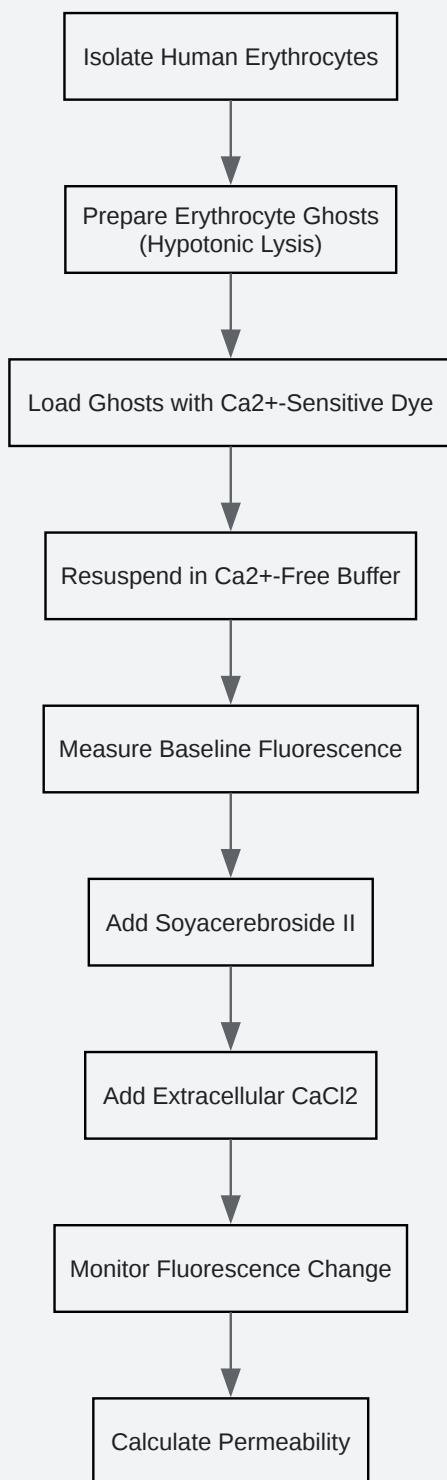 Isolate Human Erythrocytes
Prepare Erythrocyte Ghosts
(Hypotonic Lysis)
Load Ghosts with Ca2+-Sensitive Dye
Resuspend in Ca2+-Free Buffer
Measure Baseline Fluorescence
Add Soyacerebroside II
Add Extracellular CaCl2
Monitor Fluorescence Change
Calculate Permeability